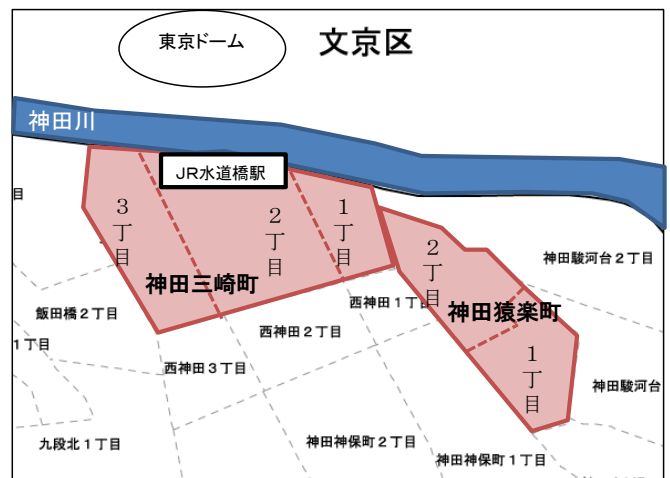 東京ドーム
文京区
神田川
JR水道橋駅
目
3丁目
2丁目
1丁目
神田三崎町
2丁目
神田駿河台2丁目
飯田橋2丁目
西神田1丁目
神田猿楽町
1丁目
西神田2丁目
西神田3丁目
1丁目
神田駿河台
九段北1丁目
神田神保町2丁目
神田神保町1丁目